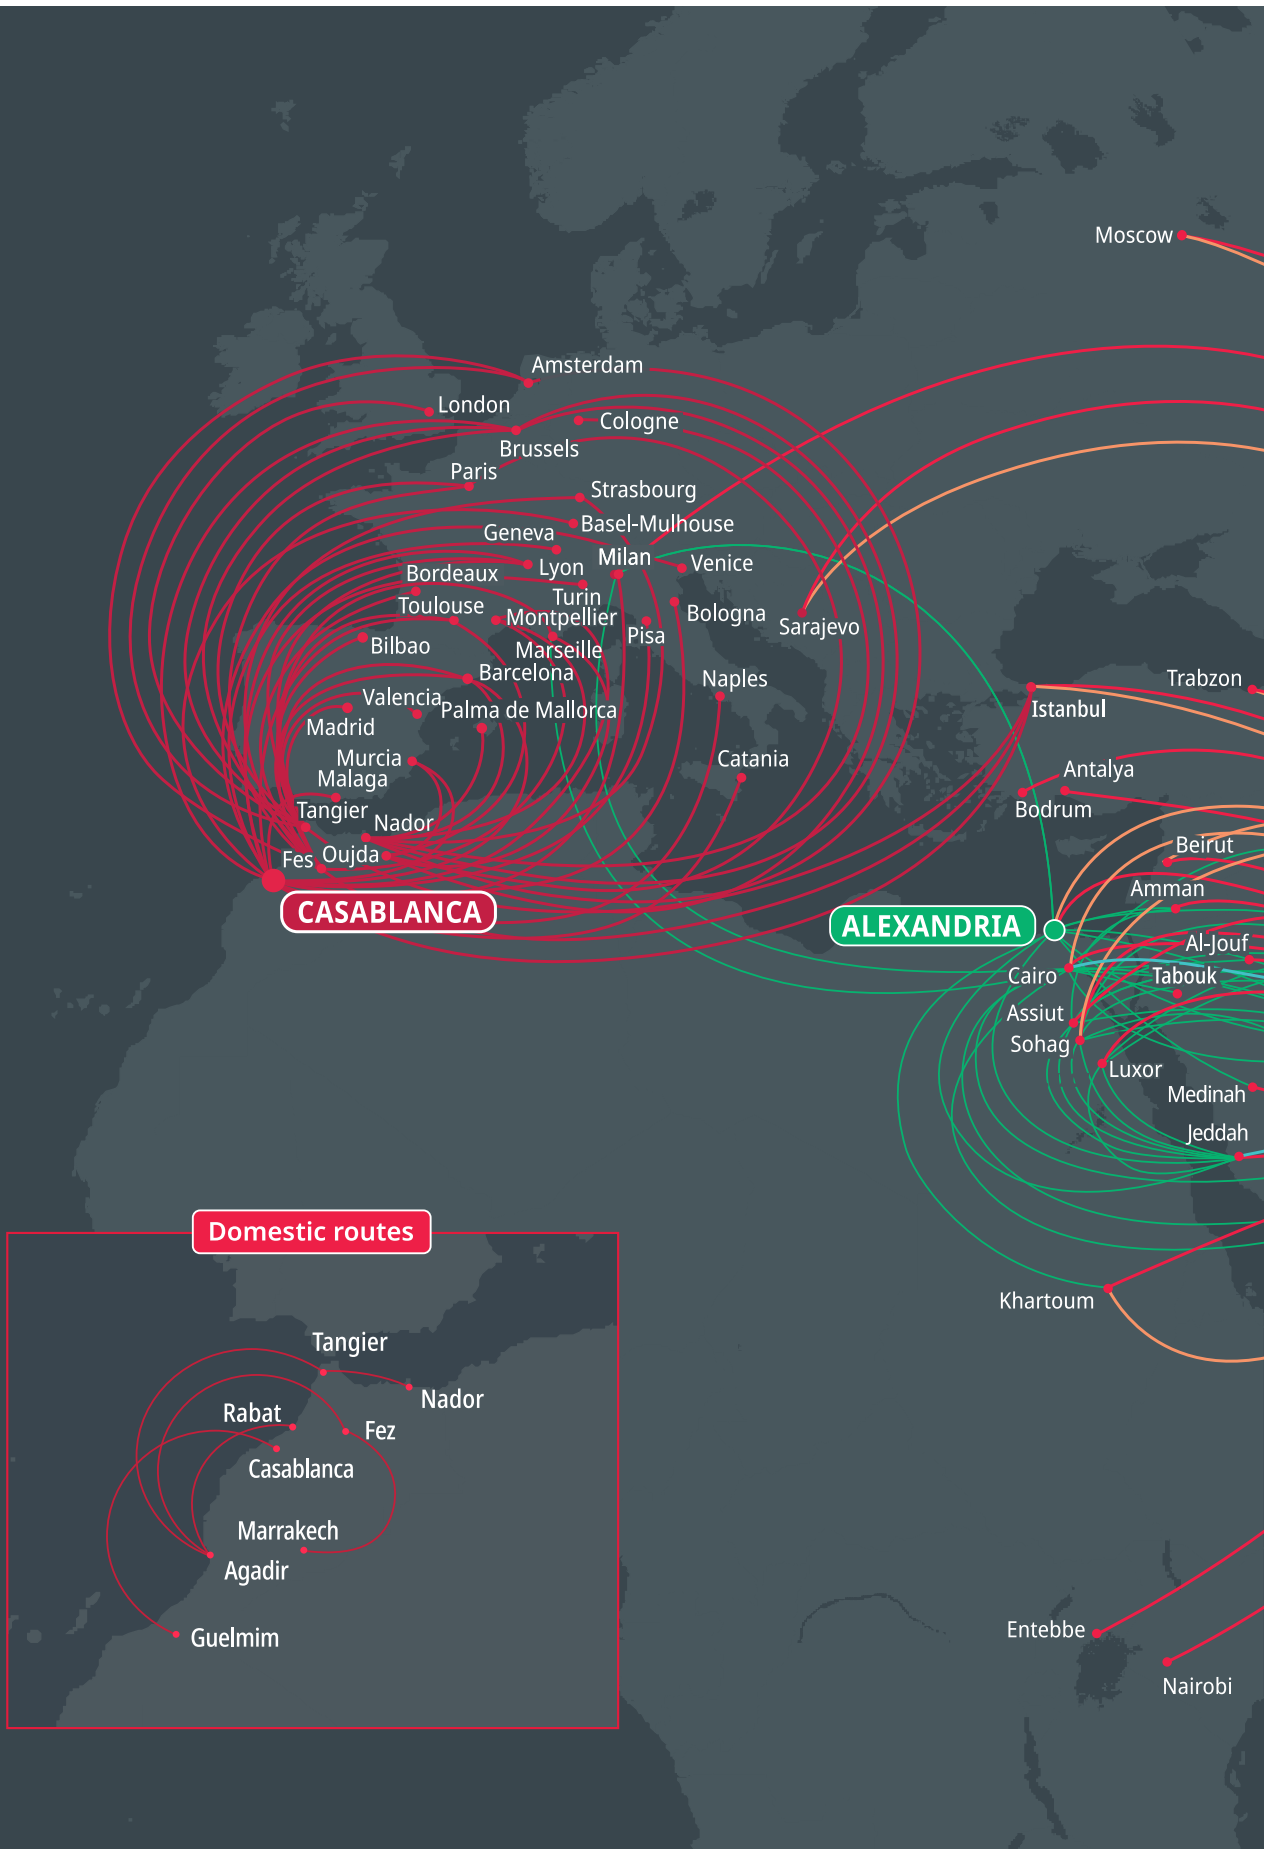 Moscow
Amsterdam
London
Cologne
Brussels
Paris
Strasbourg
Basel-Mulhouse
Geneva
Milan
Venice
Lyon
Bordeaux
Turin
Toulouse
Montpellier
Bologna
Pisa
Sarajevo
Bilbao
Marseille
Barcelona
Naples
Trabzon
Valencia
Palma de Mallorca
Istanbul
Madrid
Murcia
Catania
Malaga
Antalya
Tangier
Bodrum
Nador
Beirut
Fes
Oujda
Amman
CASABLANCA
ALEXANDRIA
Al-Jouf
Cairo
Tabouk
Assiut
Sohag
Luxor
Medinah
Jeddah
Khartoum
Domestic routes
Tangier
Nador
Rabat
Fez
Casablanca
Marrakech
Agadir
Guelmim
Entebbe
Nairobi